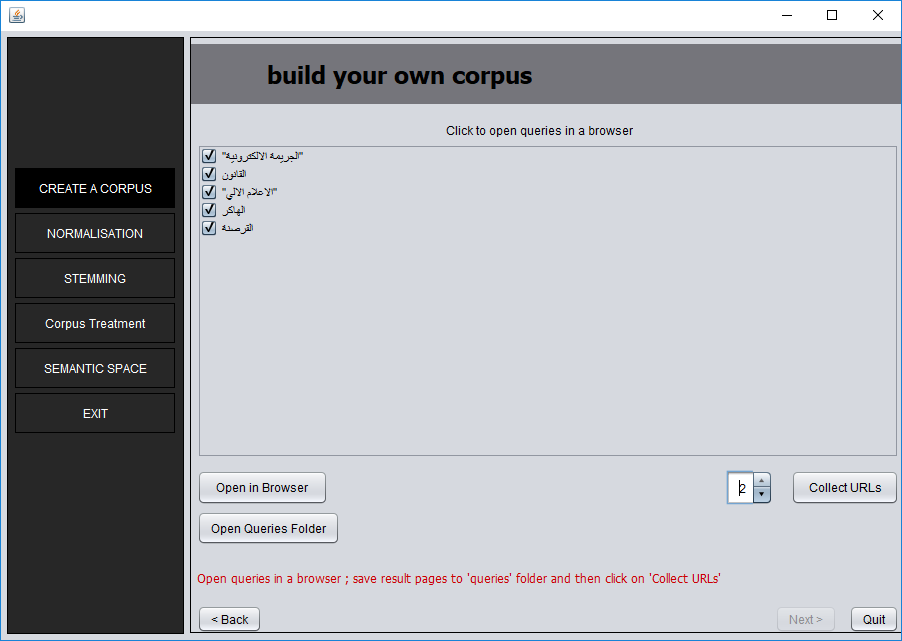 build your own corpus
Click to open queries in a browser
"الجريمة الالكترونية"
القانون
"الاعلام الالي"
الهاكر
القرصنة
CREATE A CORPUS
NORMALISATION
STEMMING
Corpus Treatment
SEMANTIC SPACE
EXIT
Open in Browser
2
Collect URLs
Open Queries Folder
Open queries in a browser ; save result pages to 'queries' folder and then click on 'Collect URLs'
< Back
Next >
Quit